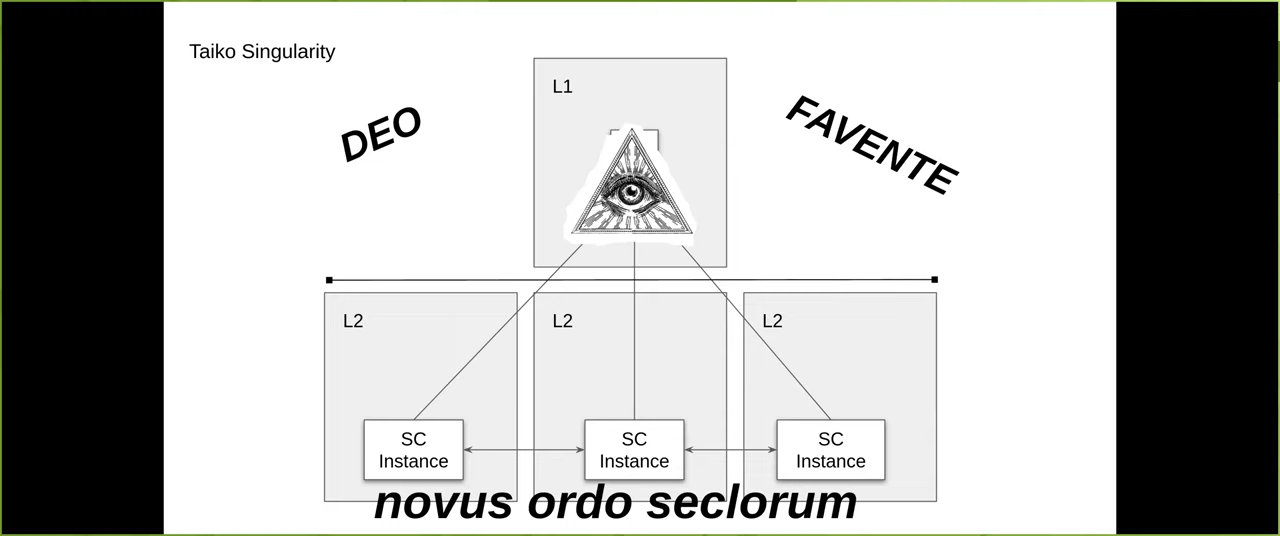 Taiko Singularity
L1
DEO
FAVENTE
L2
L2
L2
SC
Instance
SC
Instance
SC
Instance
novus ordo seclorum